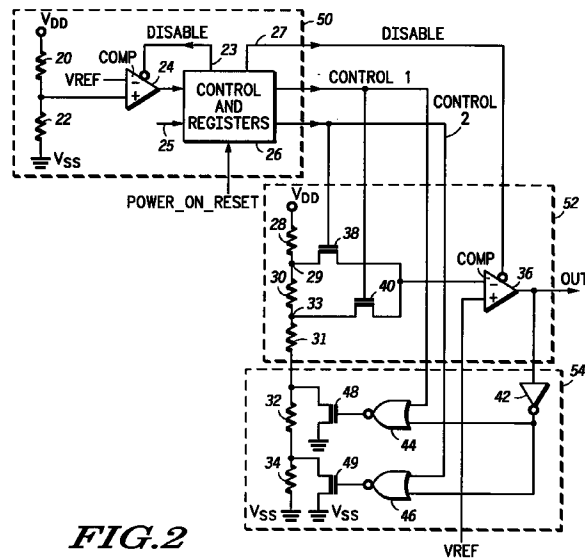 50
VDD
DISABLE
23
27
DISABLE
20
COMP
24
VREF
-
+
CONTROL 1
CONTROL
AND
REGISTERS
CONTROL
2
22
25
26
VSS
POWER_ON_RESET
VDD
52
28
38
29
COMP
36
30
40
-
+
OUT
33
31
54
42
48
32
44
49
34
46
VSS
VSS
VREF
FIG.2